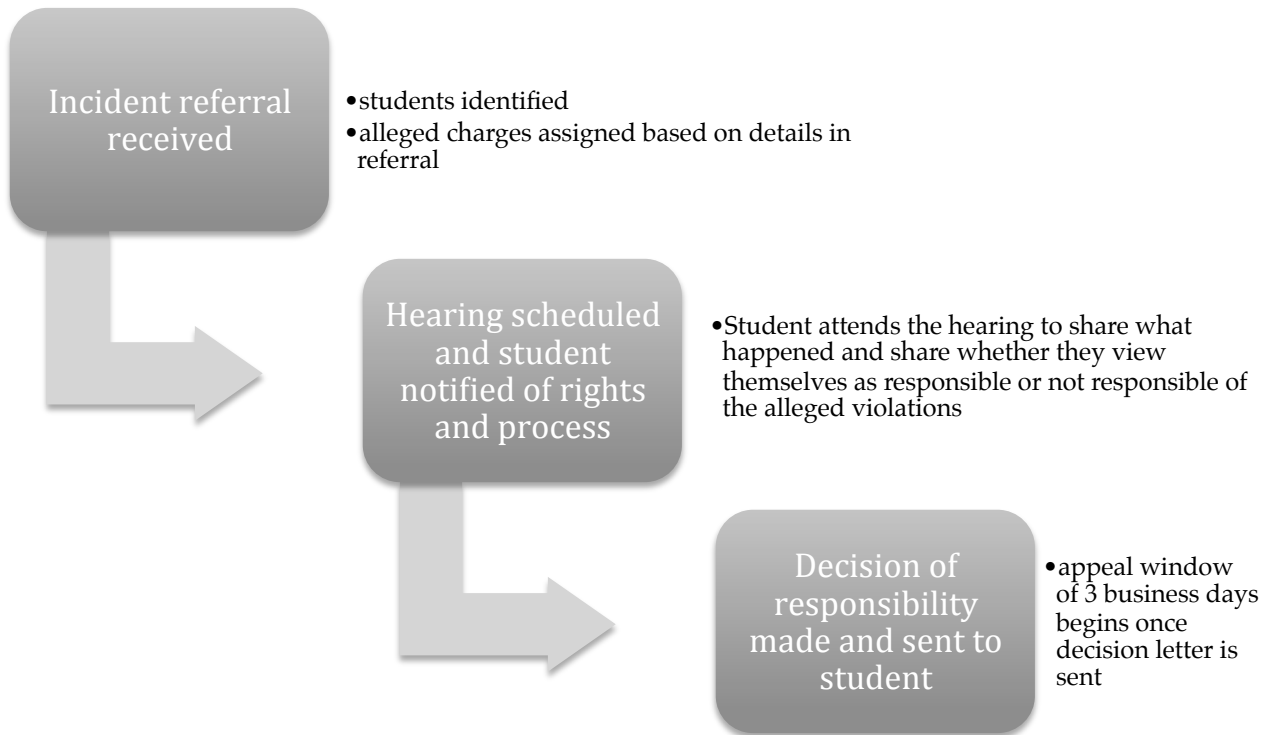 Incident referral
received
•students identified
•alleged charges assigned based on details in
referral
Hearing scheduled
and student
notified of rights
and process
•Student attends the hearing to share what
happened and share whether they view
themselves as responsible or not responsible of
the alleged violations
Decision of
responsibility
made and sent to
student
•appeal window
of 3 business days
begins once
decision letter is
sent